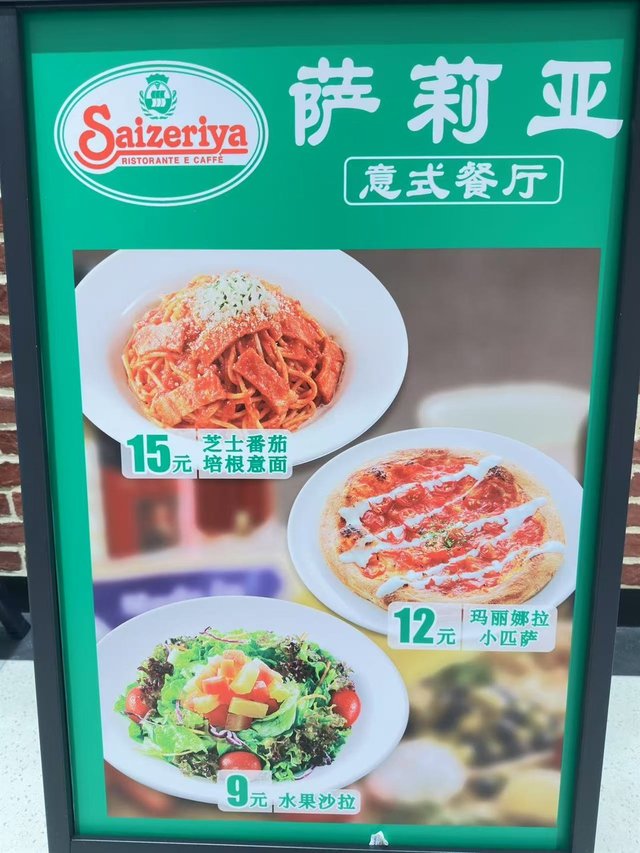 Saizeriya
RISTORANTE E CAFFÈ
萨莉亚
意式餐厅
15元
芝士番茄
培根意面
12元
玛丽娜拉
小匹萨
9元 水果沙拉